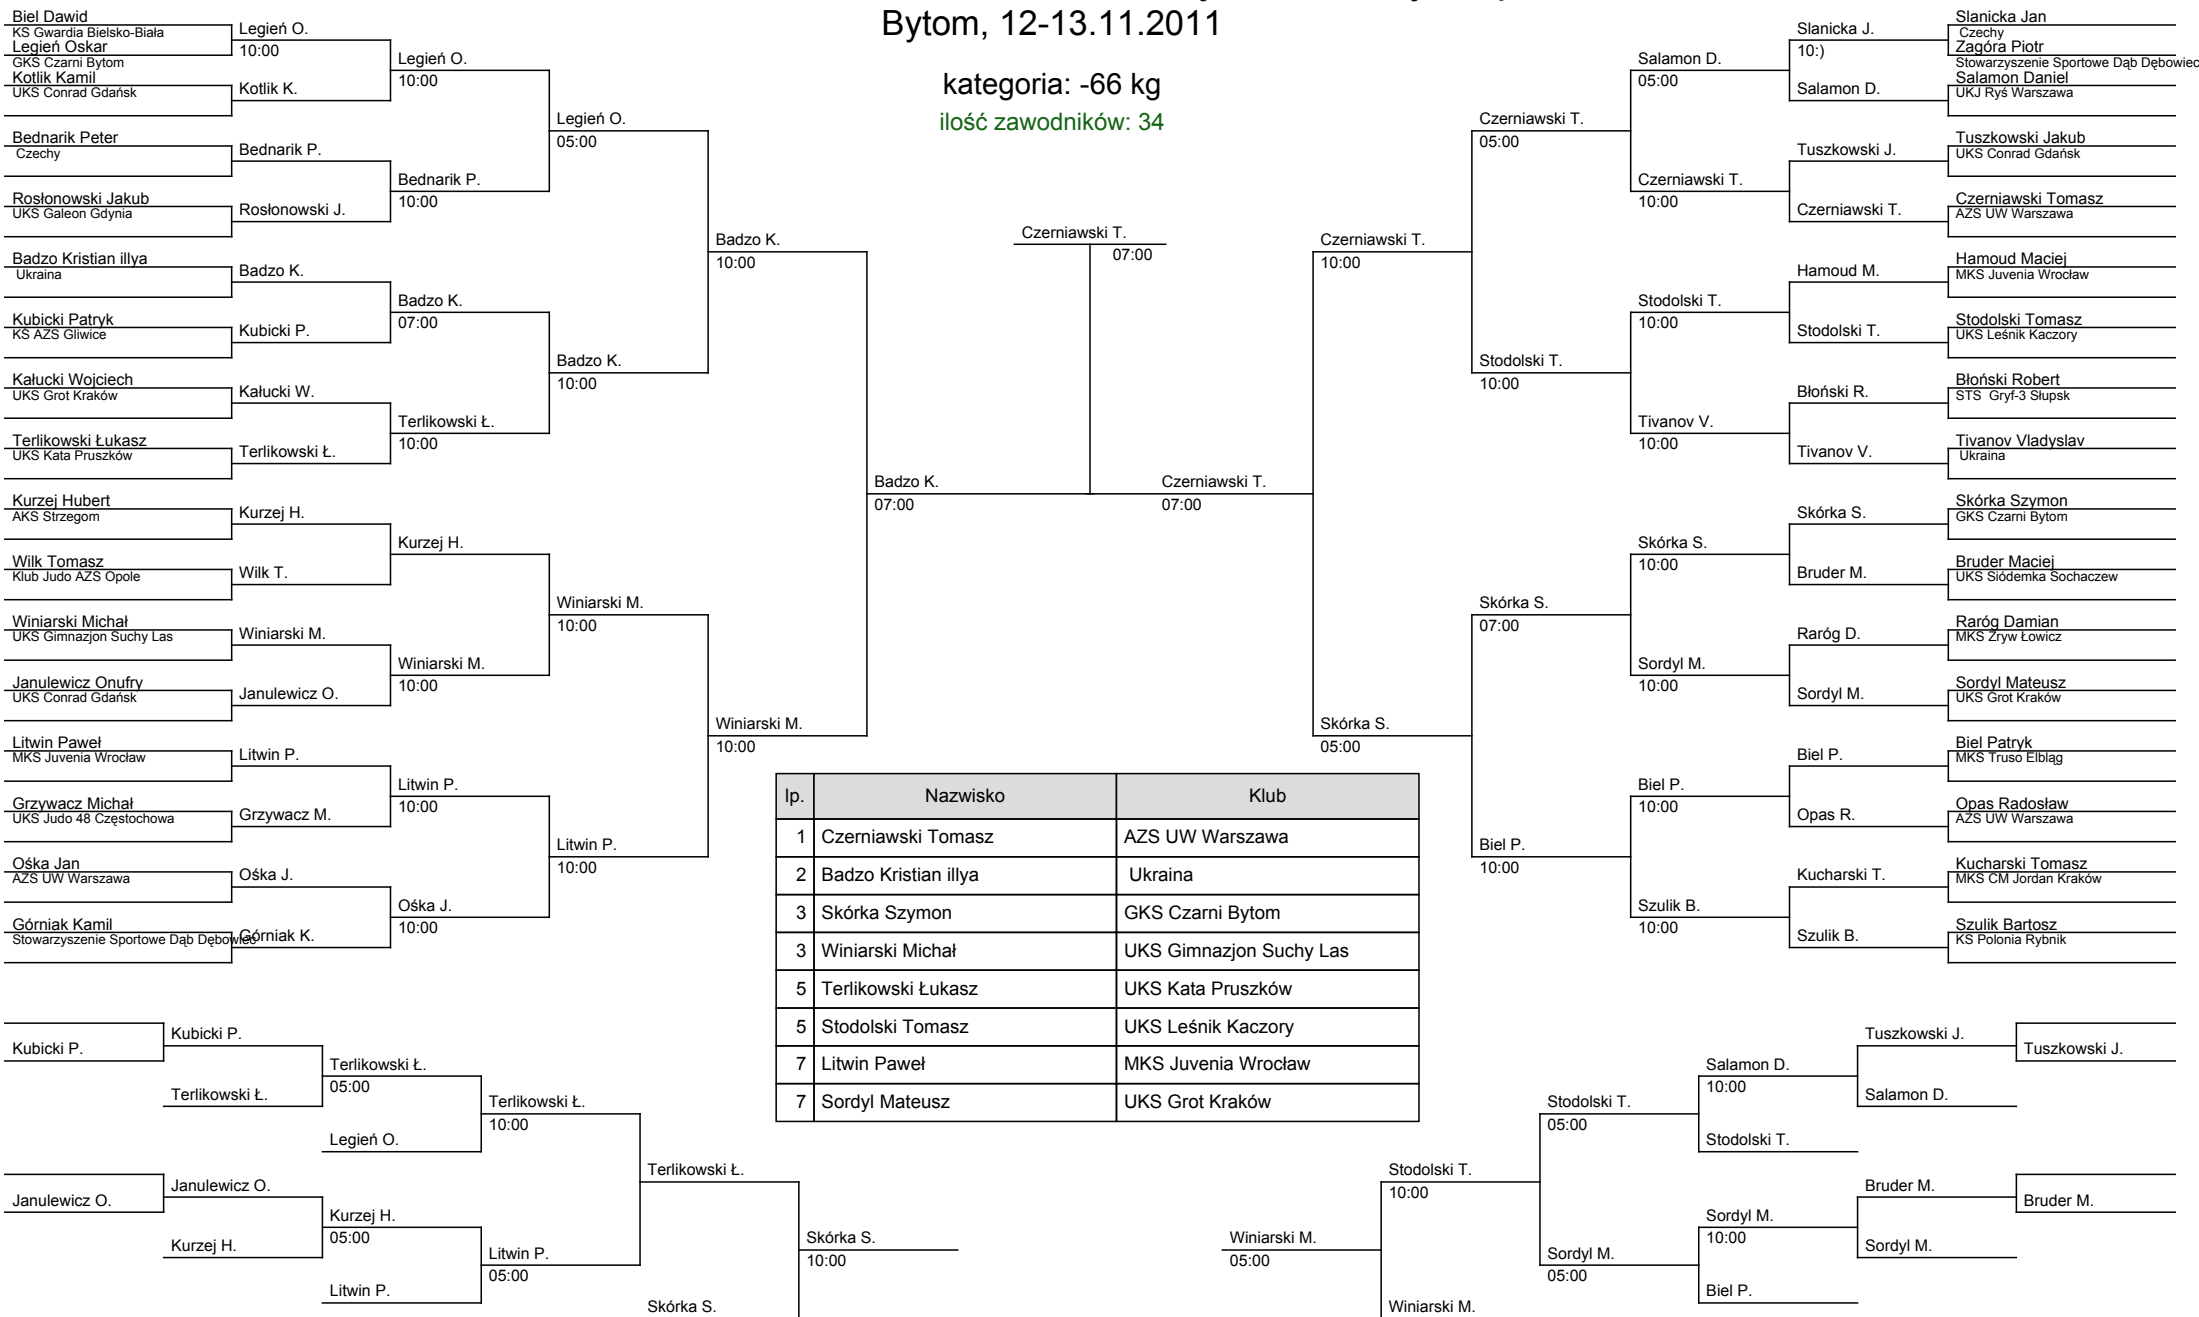 Bytom, 12-13.11.2011
kategoria: -66 kg
ilość zawodników: 34
Biel Dawid
KS Gwardia Bielsko-Biała
Legień Oskar
GKS Czarni Bytom
Kotlik Kamil
UKS Conrad Gdańsk
Bednarik Peter
Czechy
Rosłonowski Jakub
UKS Galeon Gdynia
Badzo Kristian illya
Ukraina
Kubicki Patryk
KS AZS Gliwice
Kałucki Wojciech
UKS Grot Kraków
Terlikowski Łukasz
UKS Kata Pruszków
Kurzej Hubert
AKS Strzegom
Wilk Tomasz
Klub Judo AZS Opole
Winiarski Michał
UKS Gimnazjon Suchy Las
Janulewicz Onufry
UKS Conrad Gdańsk
Litwin Paweł
MKS Juvenia Wrocław
Grzywacz Michał
UKS Judo 48 Częstochowa
Ośka Jan
AZS UW Warszawa
Górniak Kamil
Stowarzyszenie Sportowe Dąb Dębowiec
Legień O.
10:00
Kotlik K.
Bednarik P.
Rosłonowski J.
Badzo K.
Kubicki P.
Kałucki W.
Terlikowski Ł.
Kurzej H.
Wilk T.
Winiarski M.
Janulewicz O.
Litwin P.
Grzywacz M.
Ośka J.
Górniak K.
Legień O.
10:00
Bednarik P.
10:00
Badzo K.
07:00
Terlikowski Ł.
10:00
Kurzej H.
Winiarski M.
10:00
Litwin P.
10:00
Ośka J.
10:00
Legień O.
05:00
Badzo K.
10:00
Winiarski M.
10:00
Litwin P.
10:00
Badzo K.
10:00
Winiarski M.
10:00
Badzo K.
07:00
Czerniawski T.
07:00
Czerniawski T.
07:00
Czerniawski T.
10:00
Skórka S.
05:00
Czerniawski T.
05:00
Stodolski T.
10:00
Skórka S.
07:00
Biel P.
10:00
Salamon D.
05:00
Czerniawski T.
10:00
Stodolski T.
10:00
Tivanov V.
10:00
Skórka S.
10:00
Sordyl M.
10:00
Biel P.
10:00
Szulik B.
10:00
Slanicka J.
10:)
Salamon D.
Tuszkowski J.
Czerniawski T.
Hamoud M.
Stodolski T.
Błoński R.
Tivanov V.
Skórka S.
Bruder M.
Raróg D.
Sordyl M.
Biel P.
Opas R.
Kucharski T.
Szulik B.
Slanicka Jan
Czechy
Zagóra Piotr
Stowarzyszenie Sportowe Dąb Dębowiec
Salamon Daniel
UKJ Ryś Warszawa
Tuszkowski Jakub
UKS Conrad Gdańsk
Czerniawski Tomasz
AZS UW Warszawa
Hamoud Maciej
MKS Juvenia Wrocław
Stodolski Tomasz
UKS Leśnik Kaczory
Błoński Robert
STS Gryf-3 Słupsk
Tivanov Vladyslav
Ukraina
Skórka Szymon
GKS Czarni Bytom
Bruder Maciej
UKS Siódemka Sochaczew
Raróg Damian
MKS Zryw Łowicz
Sordyl Mateusz
UKS Grot Kraków
Biel Patryk
MKS Truso Elbląg
Opas Radosław
AZS UW Warszawa
Kucharski Tomasz
MKS CM Jordan Kraków
Szulik Bartosz
KS Polonia Rybnik
lp. Nazwisko Klub
1 Czerniawski Tomasz AZS UW Warszawa
2 Badzo Kristian illya Ukraina
3 Skórka Szymon GKS Czarni Bytom
3 Winiarski Michał UKS Gimnazjon Suchy Las
5 Terlikowski Łukasz UKS Kata Pruszków
5 Stodolski Tomasz UKS Leśnik Kaczory
7 Litwin Paweł MKS Juvenia Wrocław
7 Sordyl Mateusz UKS Grot Kraków
Kubicki P.
Janulewicz O.
Kubicki P.
Terlikowski Ł.
Janulewicz O.
Kurzej H.
Terlikowski Ł.
05:00
Legień O.
Kurzej H.
05:00
Litwin P.
Terlikowski Ł.
10:00
Litwin P.
05:00
Terlikowski Ł.
Skórka S.
Skórka S.
10:00
Winiarski M.
05:00
Stodolski T.
10:00
Winiarski M.
Stodolski T.
05:00
Sordyl M.
05:00
Salamon D.
10:00
Stodolski T.
Sordyl M.
10:00
Biel P.
Tuszkowski J.
Salamon D.
Bruder M.
Sordyl M.
Tuszkowski J.
Bruder M.